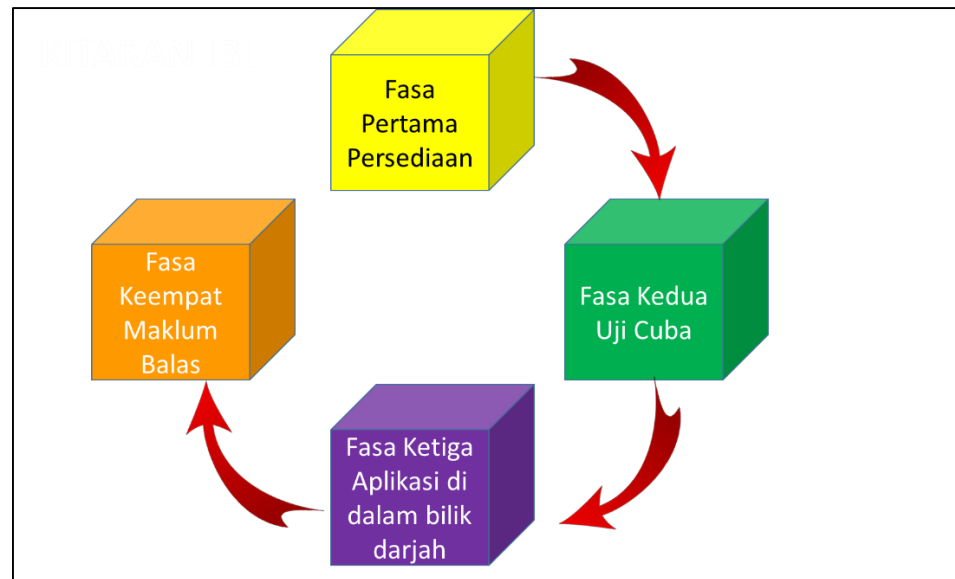 Fasa
Pertama
Persediaan
Fasa Kedua
Uji Cuba
Fasa Ketiga
Aplikasi di
dalam bilik
darjah
Fasa
Keempat
Maklum
Balas